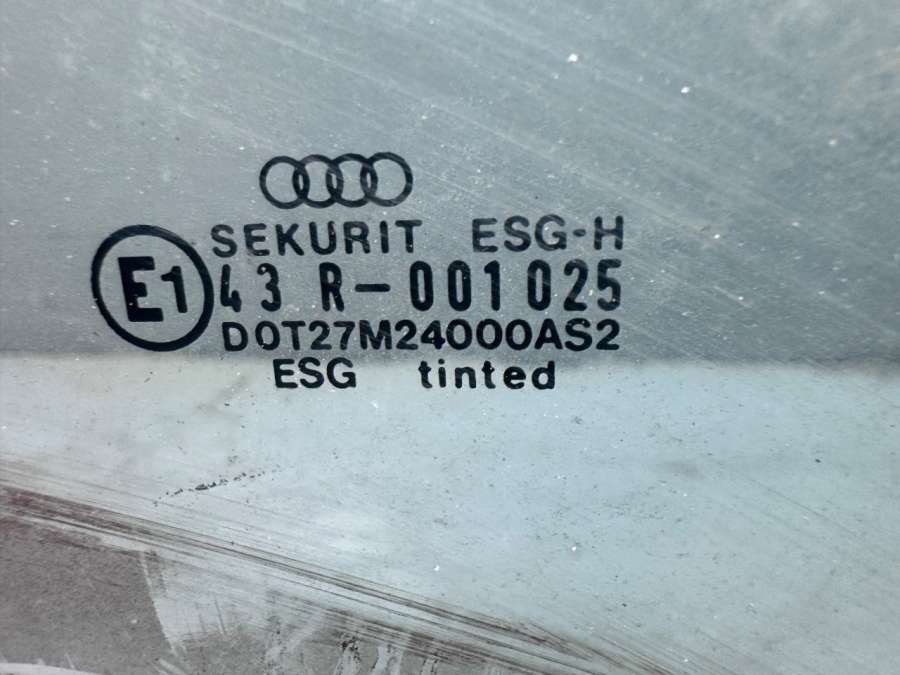 SEKURIT ESG-H
E1 43 R-001025
DOT27M24000AS2
ESG tinted